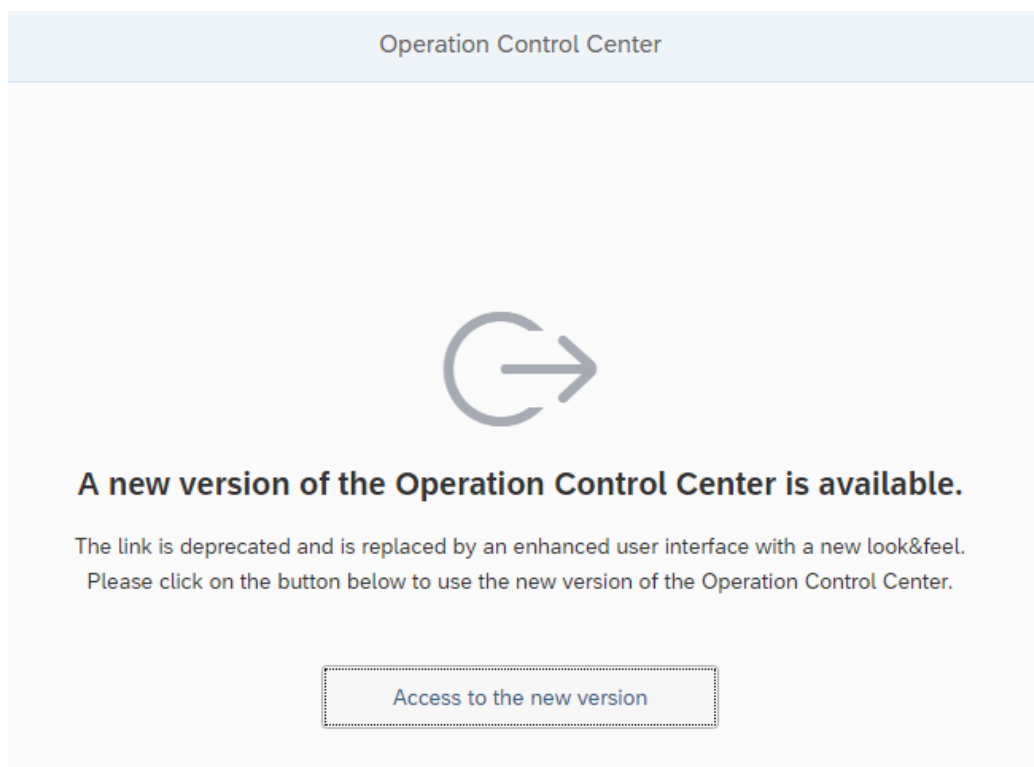 Operation Control Center
A new version of the Operation Control Center is available.
The link is deprecated and is replaced by an enhanced user interface with a new look&feel.
Please click on the button below to use the new version of the Operation Control Center.
Access to the new version